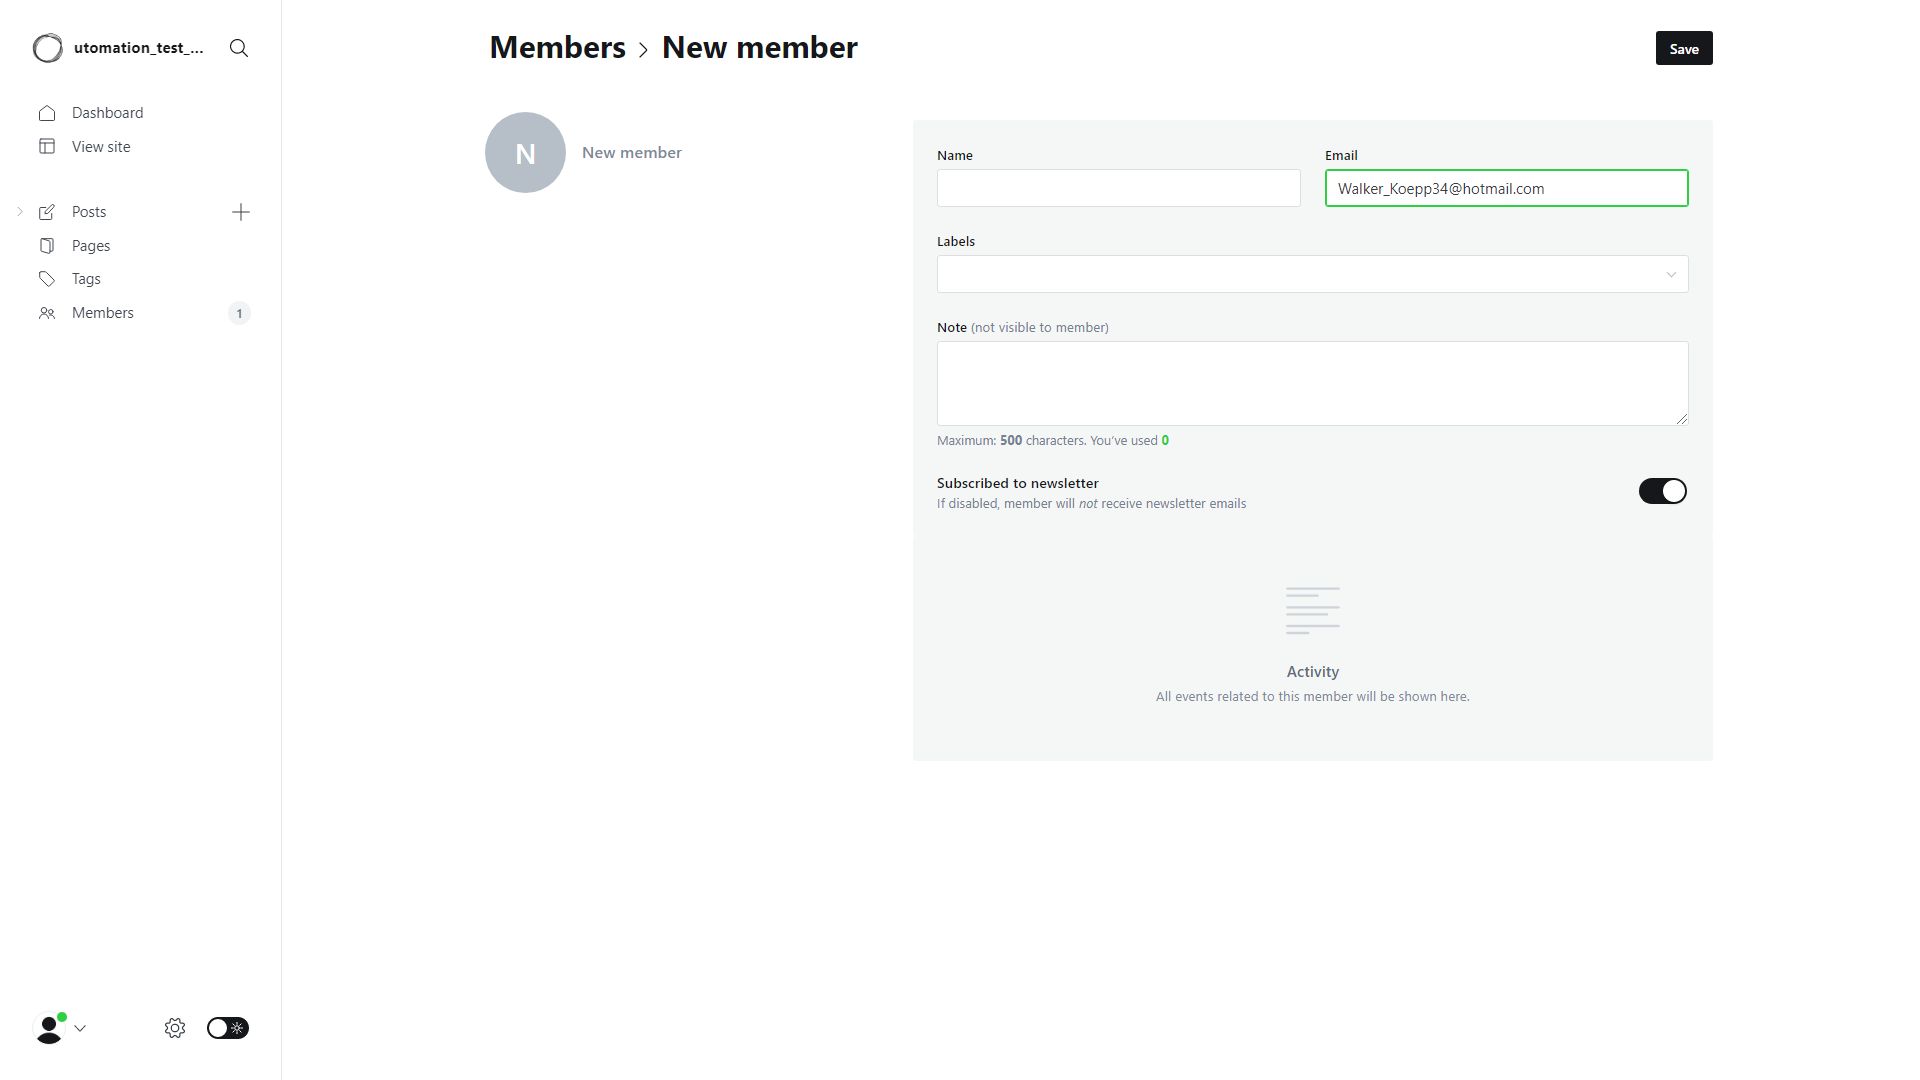 utomation_test_...
Dashboard
View site
Posts
Pages
Tags
Members
1
Members
New member
Save
N
New member
Name
Email
Walker_Koepp34@hotmail.com
Labels
Note (not visible to member)
Maximum: 500 characters. You’ve used 0
Subscribed to newsletter
If disabled, member will not receive newsletter emails
Activity
All events related to this member will be shown here.